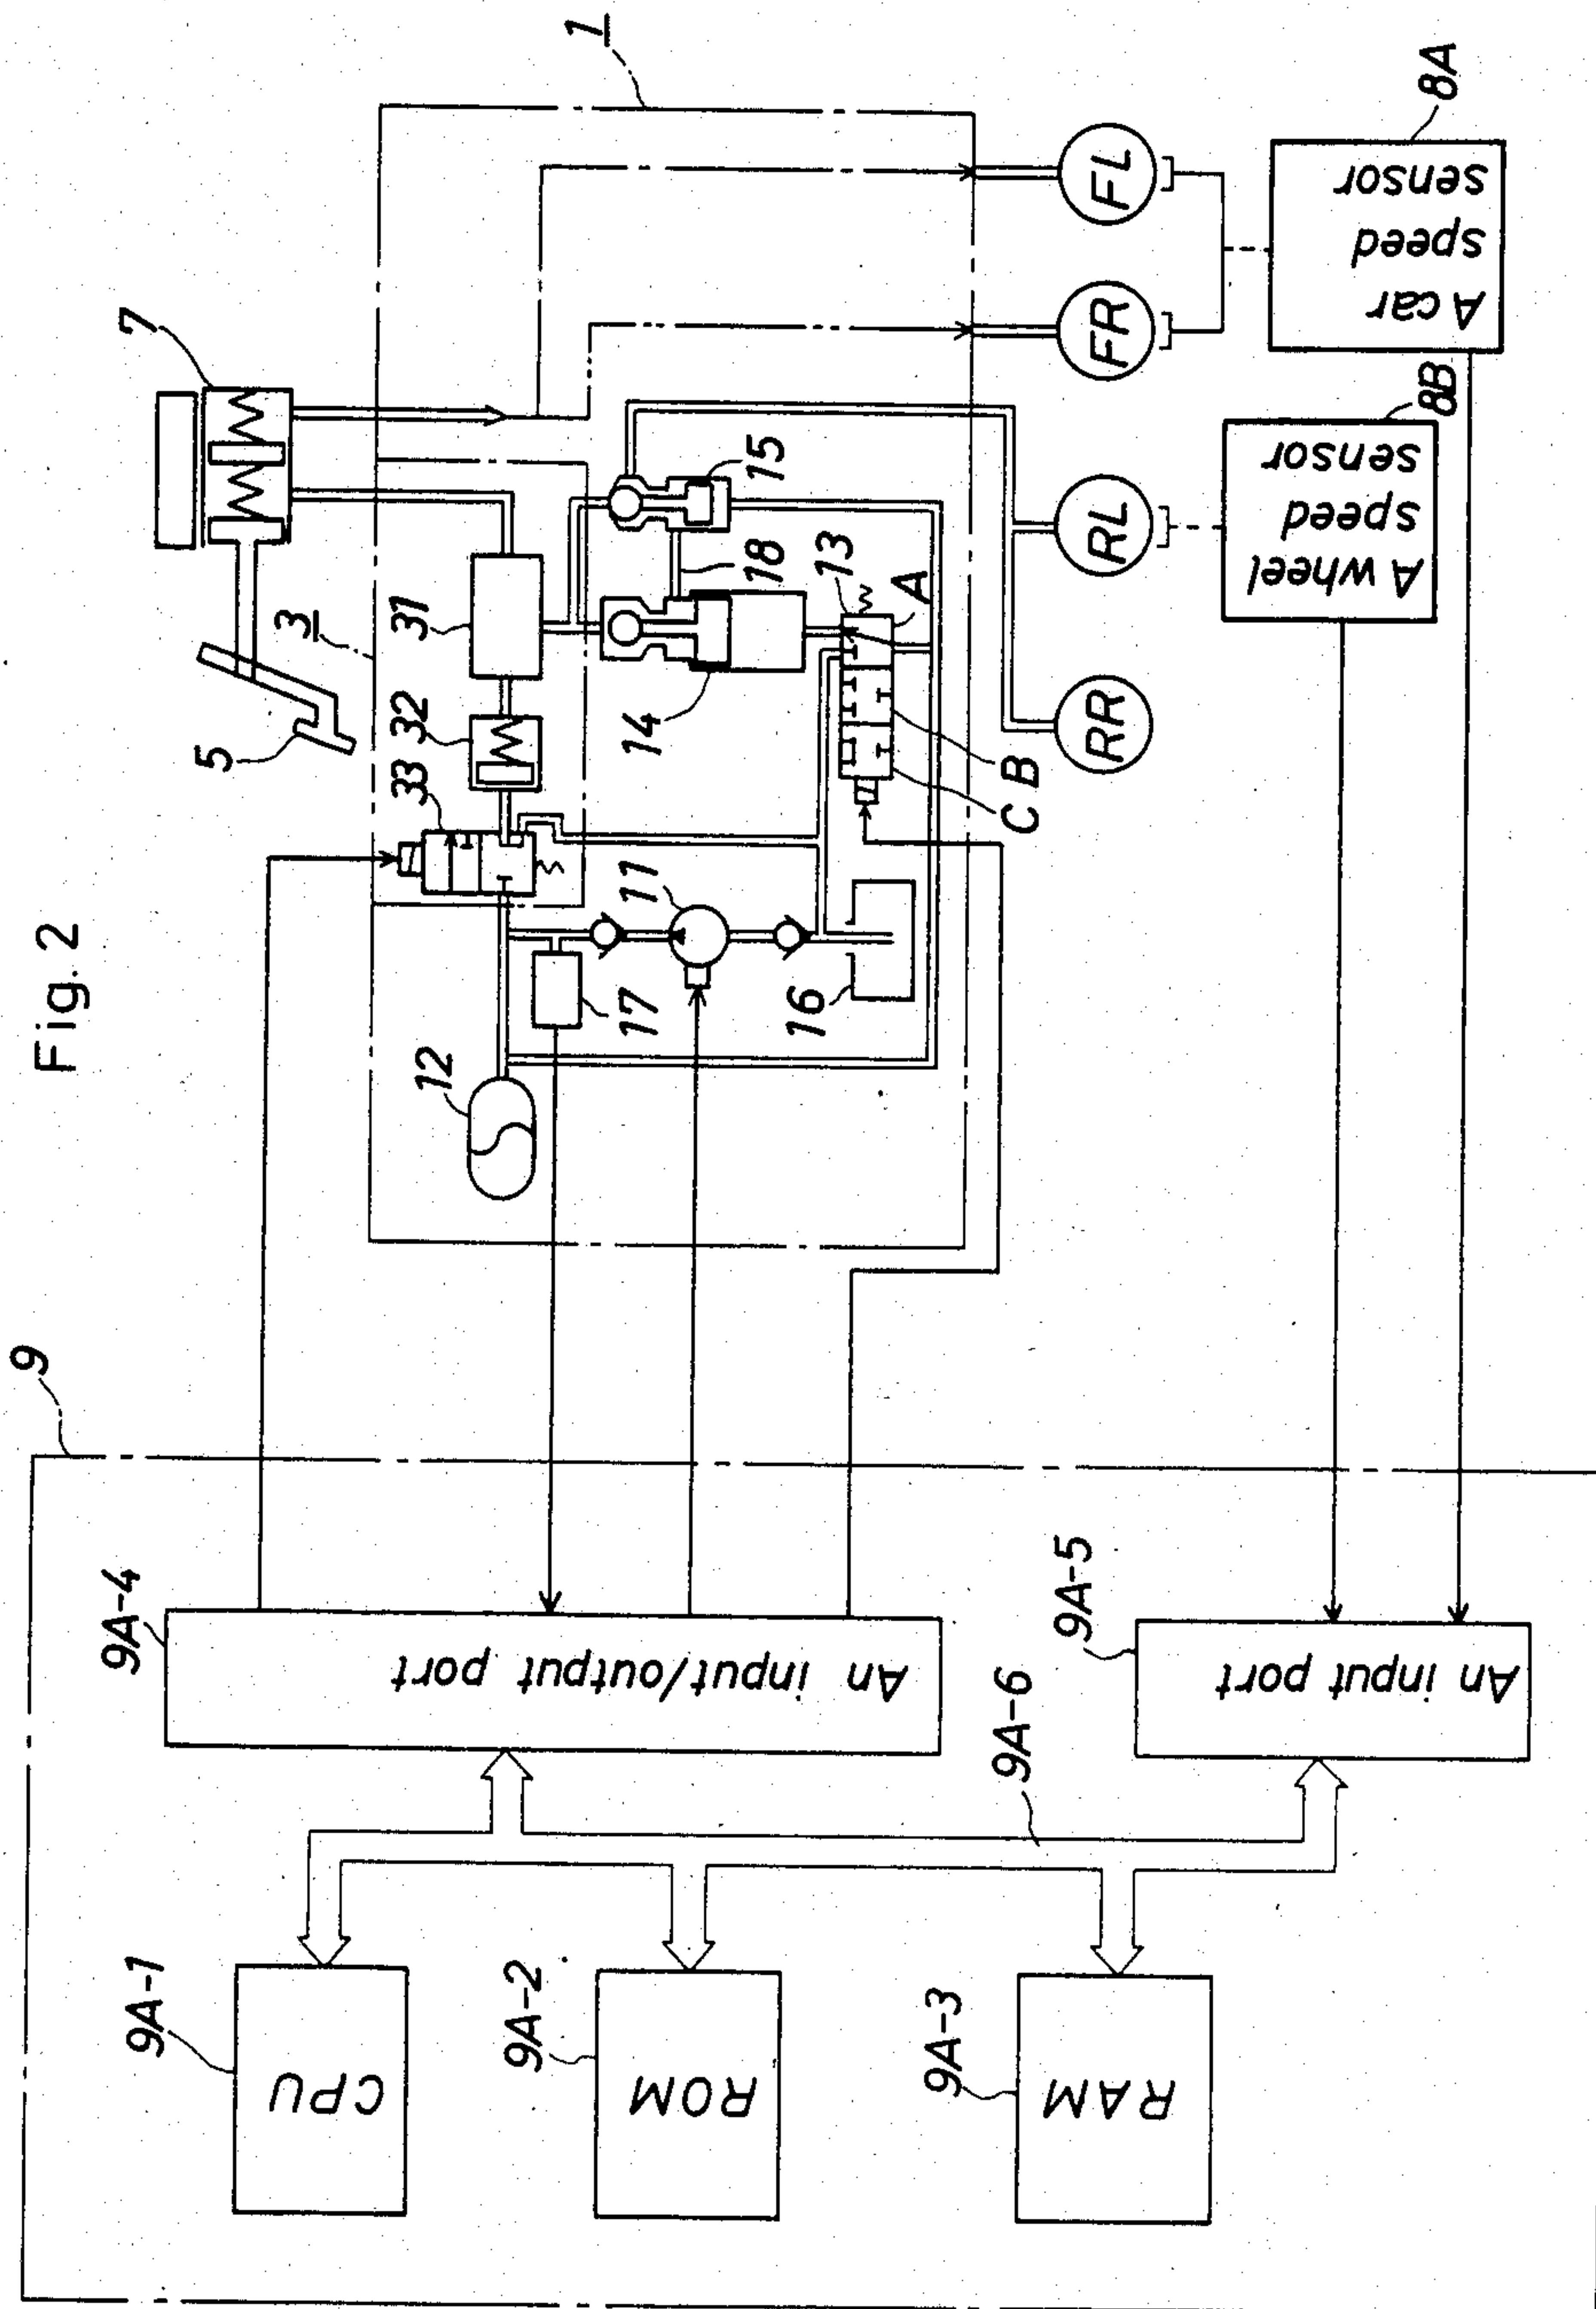 Fig. 2
9
1
7
5
3
33
32
31
12
17
11
16
14
18
15
13
A
B
C
FL
FR
RL
RR
8A
A car
speed
sensor
8B
A wheel
speed
sensor
9A-4
An input/output port
9A-5
An input port
9A-6
9A-1
CPU
9A-2
ROM
9A-3
RAM